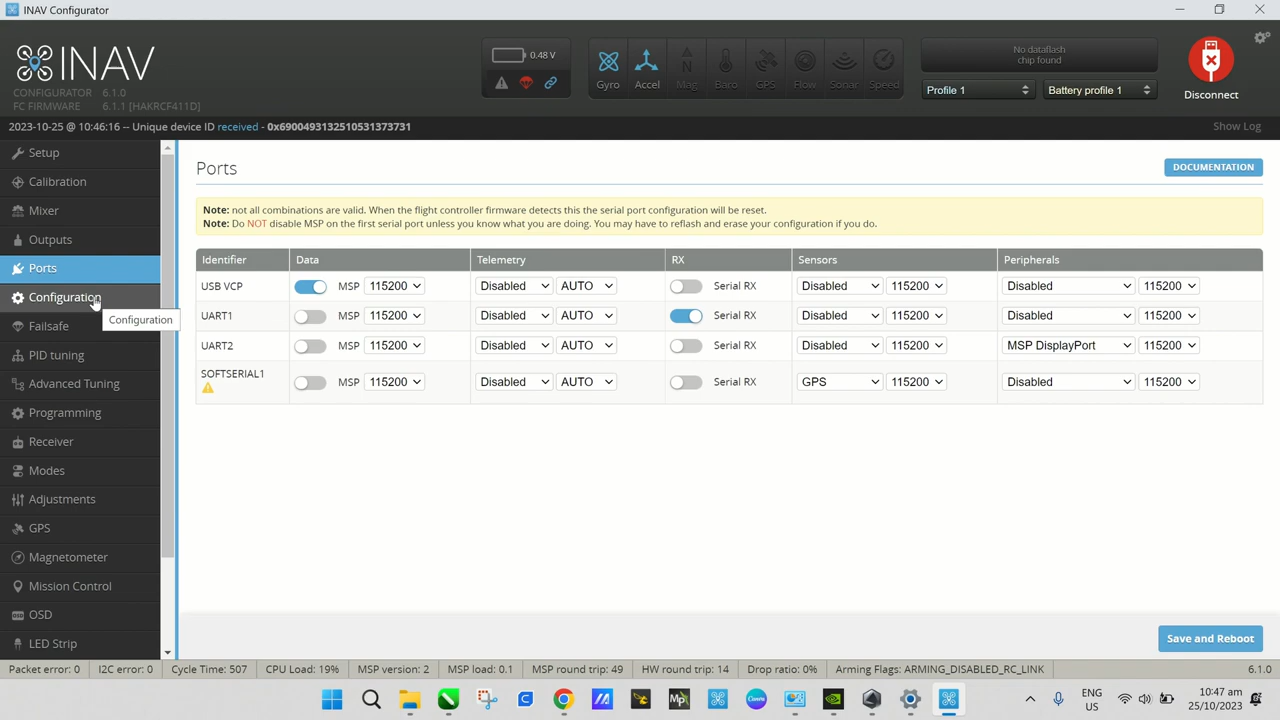 INAV Configurator
INAV
CONFIGURATOR 6.1.0
FC FIRMWARE 6.1.1 [HAKRCF411D]
0.48 V
Gyro Accel Mag Baro GPS Flow Sonar Speed
No dataflash
chip found
Profile 1
Battery profile 1
Disconnect
2023-10-25 @ 10:46:16 -- Unique device ID received - 0x6900493132510531373731
Show Log
Setup
Calibration
Mixer
Outputs
Ports
Configuration
Configuration
Failsafe
PID tuning
Advanced Tuning
Programming
Receiver
Modes
Adjustments
GPS
Magnetometer
Mission Control
OSD
LED Strip
Ports
DOCUMENTATION
Note: not all combinations are valid. When the flight controller firmware detects this the serial port configuration will be reset.
Note: Do NOT disable MSP on the first serial port unless you know what you are doing. You may have to reflash and erase your configuration if you do.
Identifier Data Telemetry RX Sensors Peripherals
USB VCP MSP 115200 Disabled AUTO Serial RX Disabled 115200 Disabled 115200
UART1 MSP 115200 Disabled AUTO Serial RX Disabled 115200 Disabled 115200
UART2 MSP 115200 Disabled AUTO Serial RX Disabled 115200 MSP DisplayPort 115200
SOFTSERIAL1 MSP 115200 Disabled AUTO Serial RX GPS 115200 Disabled 115200
Save and Reboot
Packet error: 0 I2C error: 0 Cycle Time: 507 CPU Load: 19% MSP version: 2 MSP load: 0.1 MSP round trip: 49 HW round trip: 14 Drop ratio: 0% Arming Flags: ARMING_DISABLED_RC_LINK 6.1.0
ENG
US
10:47 am
25/10/2023